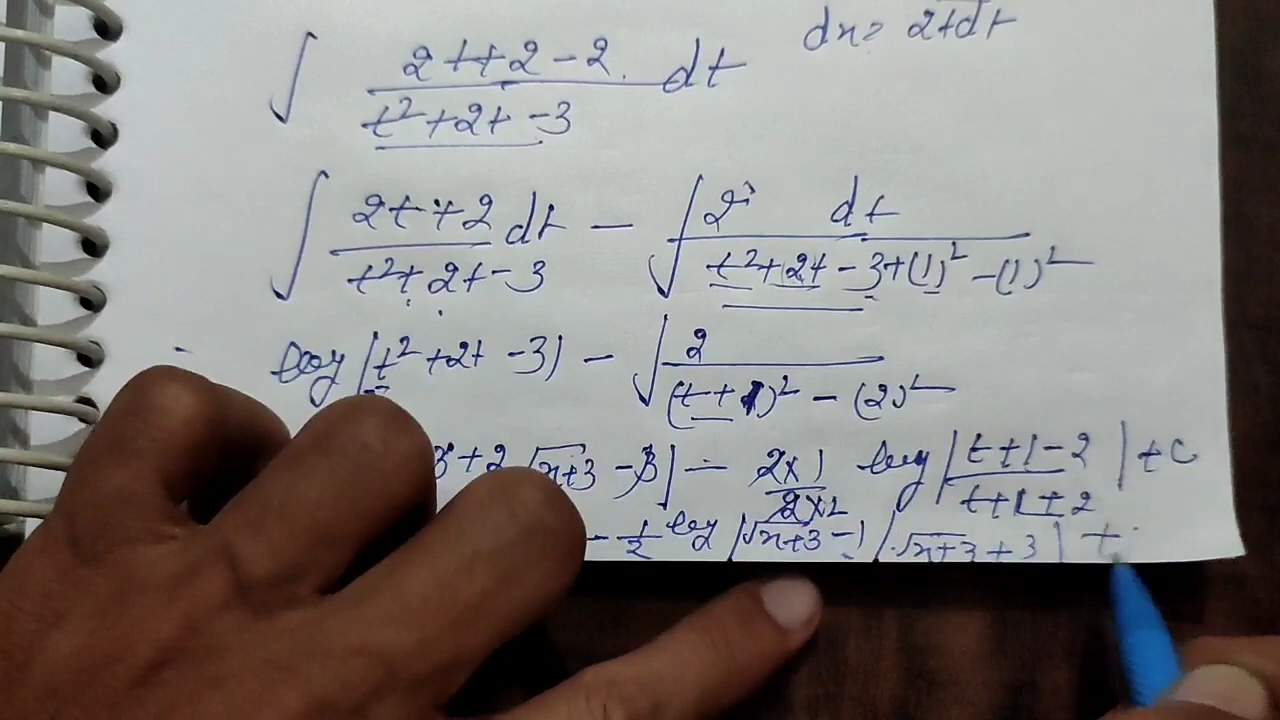 dx = 2tdt
∫ 2t+2-2 / t²+2t-3 dt
∫ 2t+2 / t²+2t-3 dt - ∫ 2 dt / t²+2t-3+(1)²-(1)²
log |t²+2t-3| - ∫ 2 / (t+1)²-(2)²
3+2√x+3-3| - 2×1 / 2×2 log |t+1-2 / t+1+2| +c
- 1/2 log |√x+3-1 / √x+3+3| +